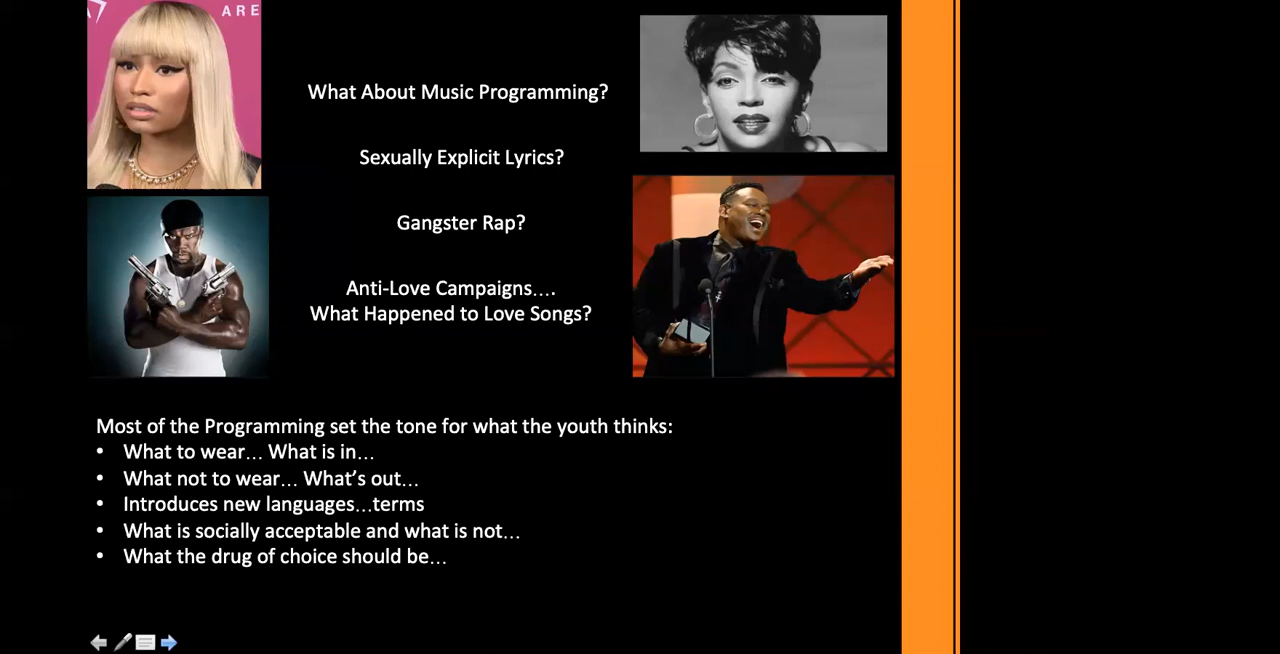 ARE
What About Music Programming?
Sexually Explicit Lyrics?
Gangster Rap?
Anti-Love Campaigns….
What Happened to Love Songs?
Most of the Programming set the tone for what the youth thinks:
• What to wear… What is in…
• What not to wear… What’s out…
• Introduces new languages…terms
• What is socially acceptable and what is not…
• What the drug of choice should be…